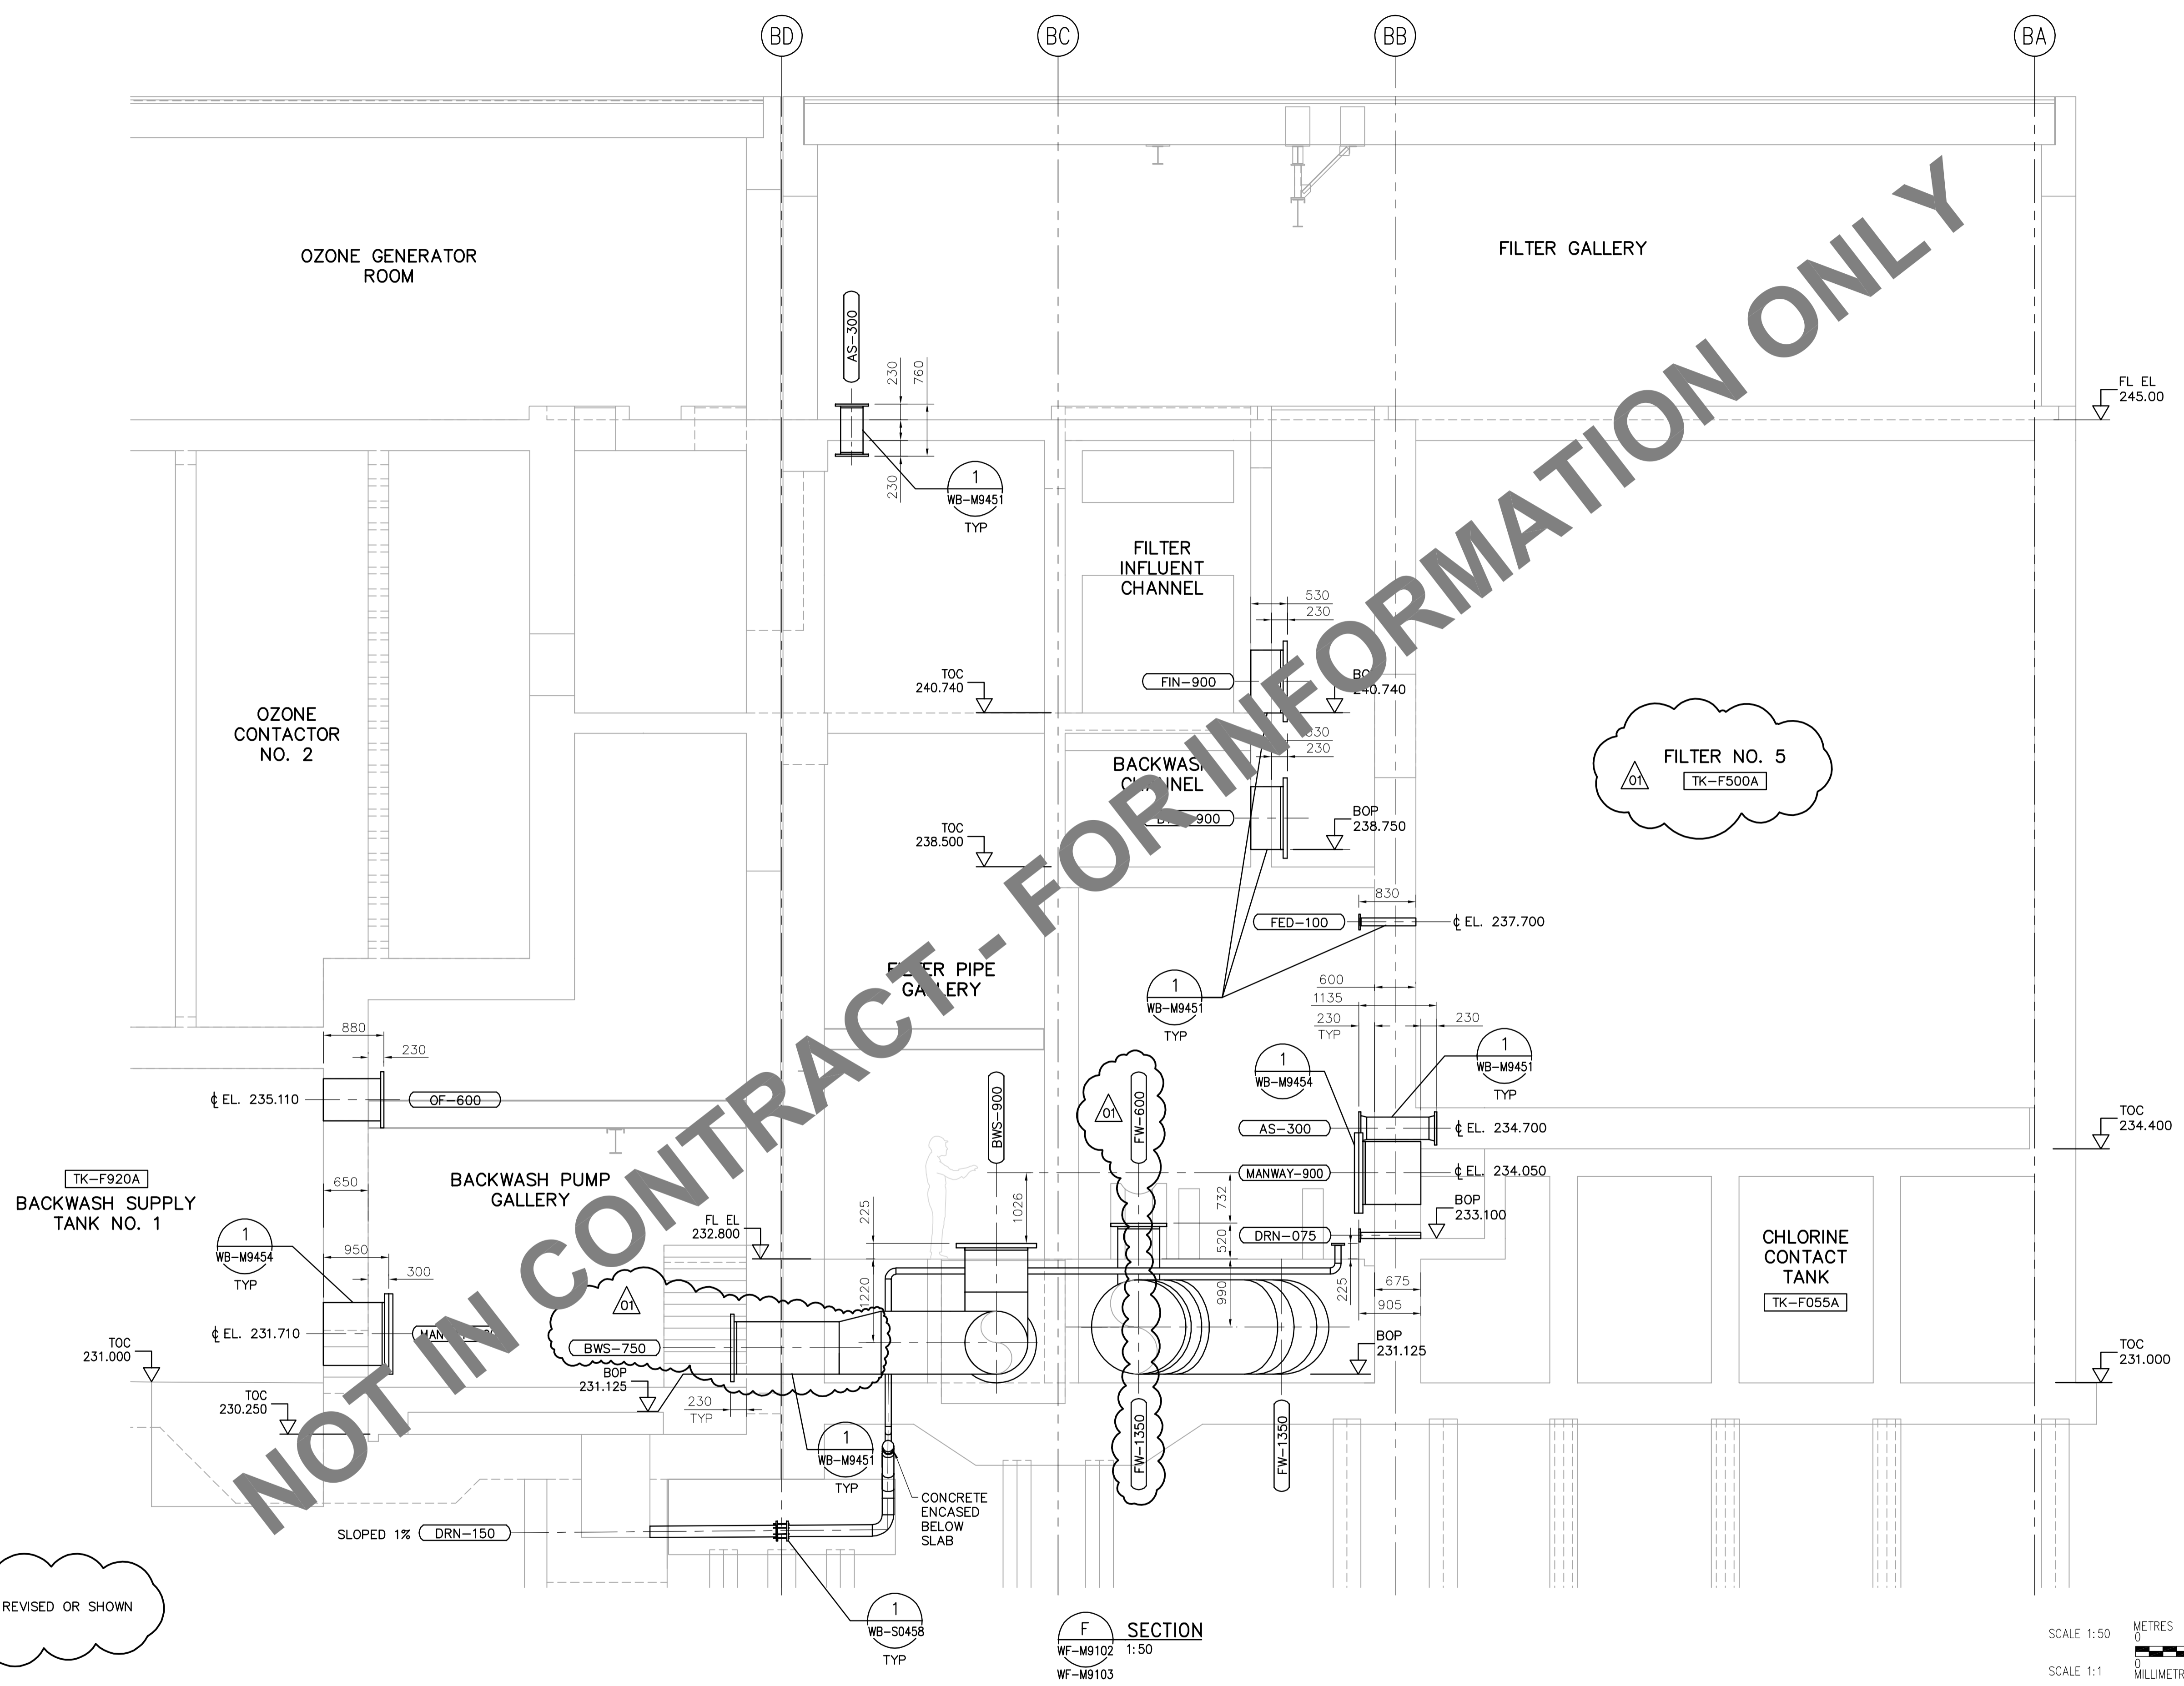 BD
BC
BB
BA
OZONE GENERATOR
ROOM
FILTER GALLERY
AS-300
230
760
230
1
WB-M9451
TYP
FL EL
245.00
FILTER
INFLUENT
CHANNEL
530
230
TOC
240.740
FIN-900
240.740
OZONE
CONTACTOR
NO. 2
230
FILTER NO. 5
01
TK-F500A
BACKWASH
CHANNEL
TOC
238.500
BOP
238.750
830
FED-100
℄ EL. 237.700
FILTER PIPE
GALLERY
1
WB-M9451
TYP
600
1135
230
TYP
230
880
230
℄ EL. 235.110
OF-600
1
WB-M9454
1
WB-M9451
TYP
BWS-900
01
FW-600
AS-300
℄ EL. 234.700
TOC
234.400
MANWAY-900
℄ EL. 234.050
TK-F920A
BACKWASH SUPPLY
TANK NO. 1
650
BACKWASH PUMP
GALLERY
1026
732
BOP
233.100
225
FL EL
232.800
520
DRN-075
1
WB-M9454
TYP
950
300
1220
990
225
675
905
CHLORINE
CONTACT
TANK
TK-F055A
01
℄ EL. 231.710
BWS-750
BOP
231.125
TOC
231.000
TOC
231.000
BOP
231.125
TOC
230.250
230
TYP
1
WB-M9451
TYP
FW-1350
FW-1350
CONCRETE
ENCASED
BELOW
SLAB
SLOPED 1%
DRN-150
REVISED OR SHOWN
1
WB-S0458
TYP
F
WF-M9102
WF-M9103
SECTION
1:50
SCALE 1:50
METRES
0
SCALE 1:1
0
NOT IN CONTRACT - FOR INFORMATION ONLY